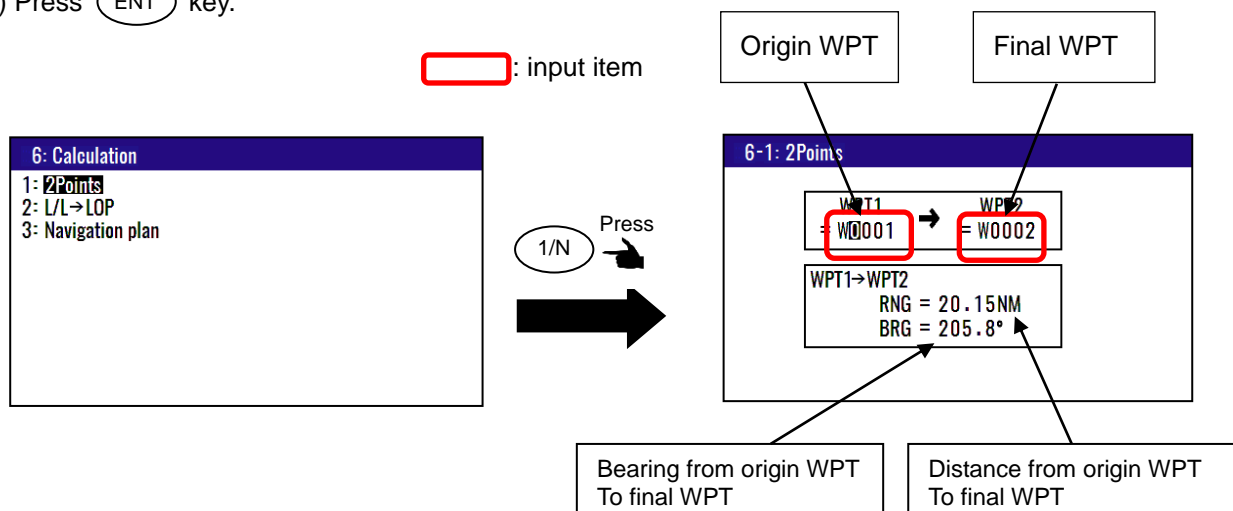 ) Press ENT key.
: input item
Origin WPT
Final WPT
6: Calculation
1: 2Points
2: L/L→LOP
3: Navigation plan
1/N
Press
6-1: 2Points
WPT1 → WPT2
= W0001 = W0002
WPT1→WPT2
RNG = 20.15NM
BRG = 205.8°
Bearing from origin WPT
To final WPT
Distance from origin WPT
To final WPT